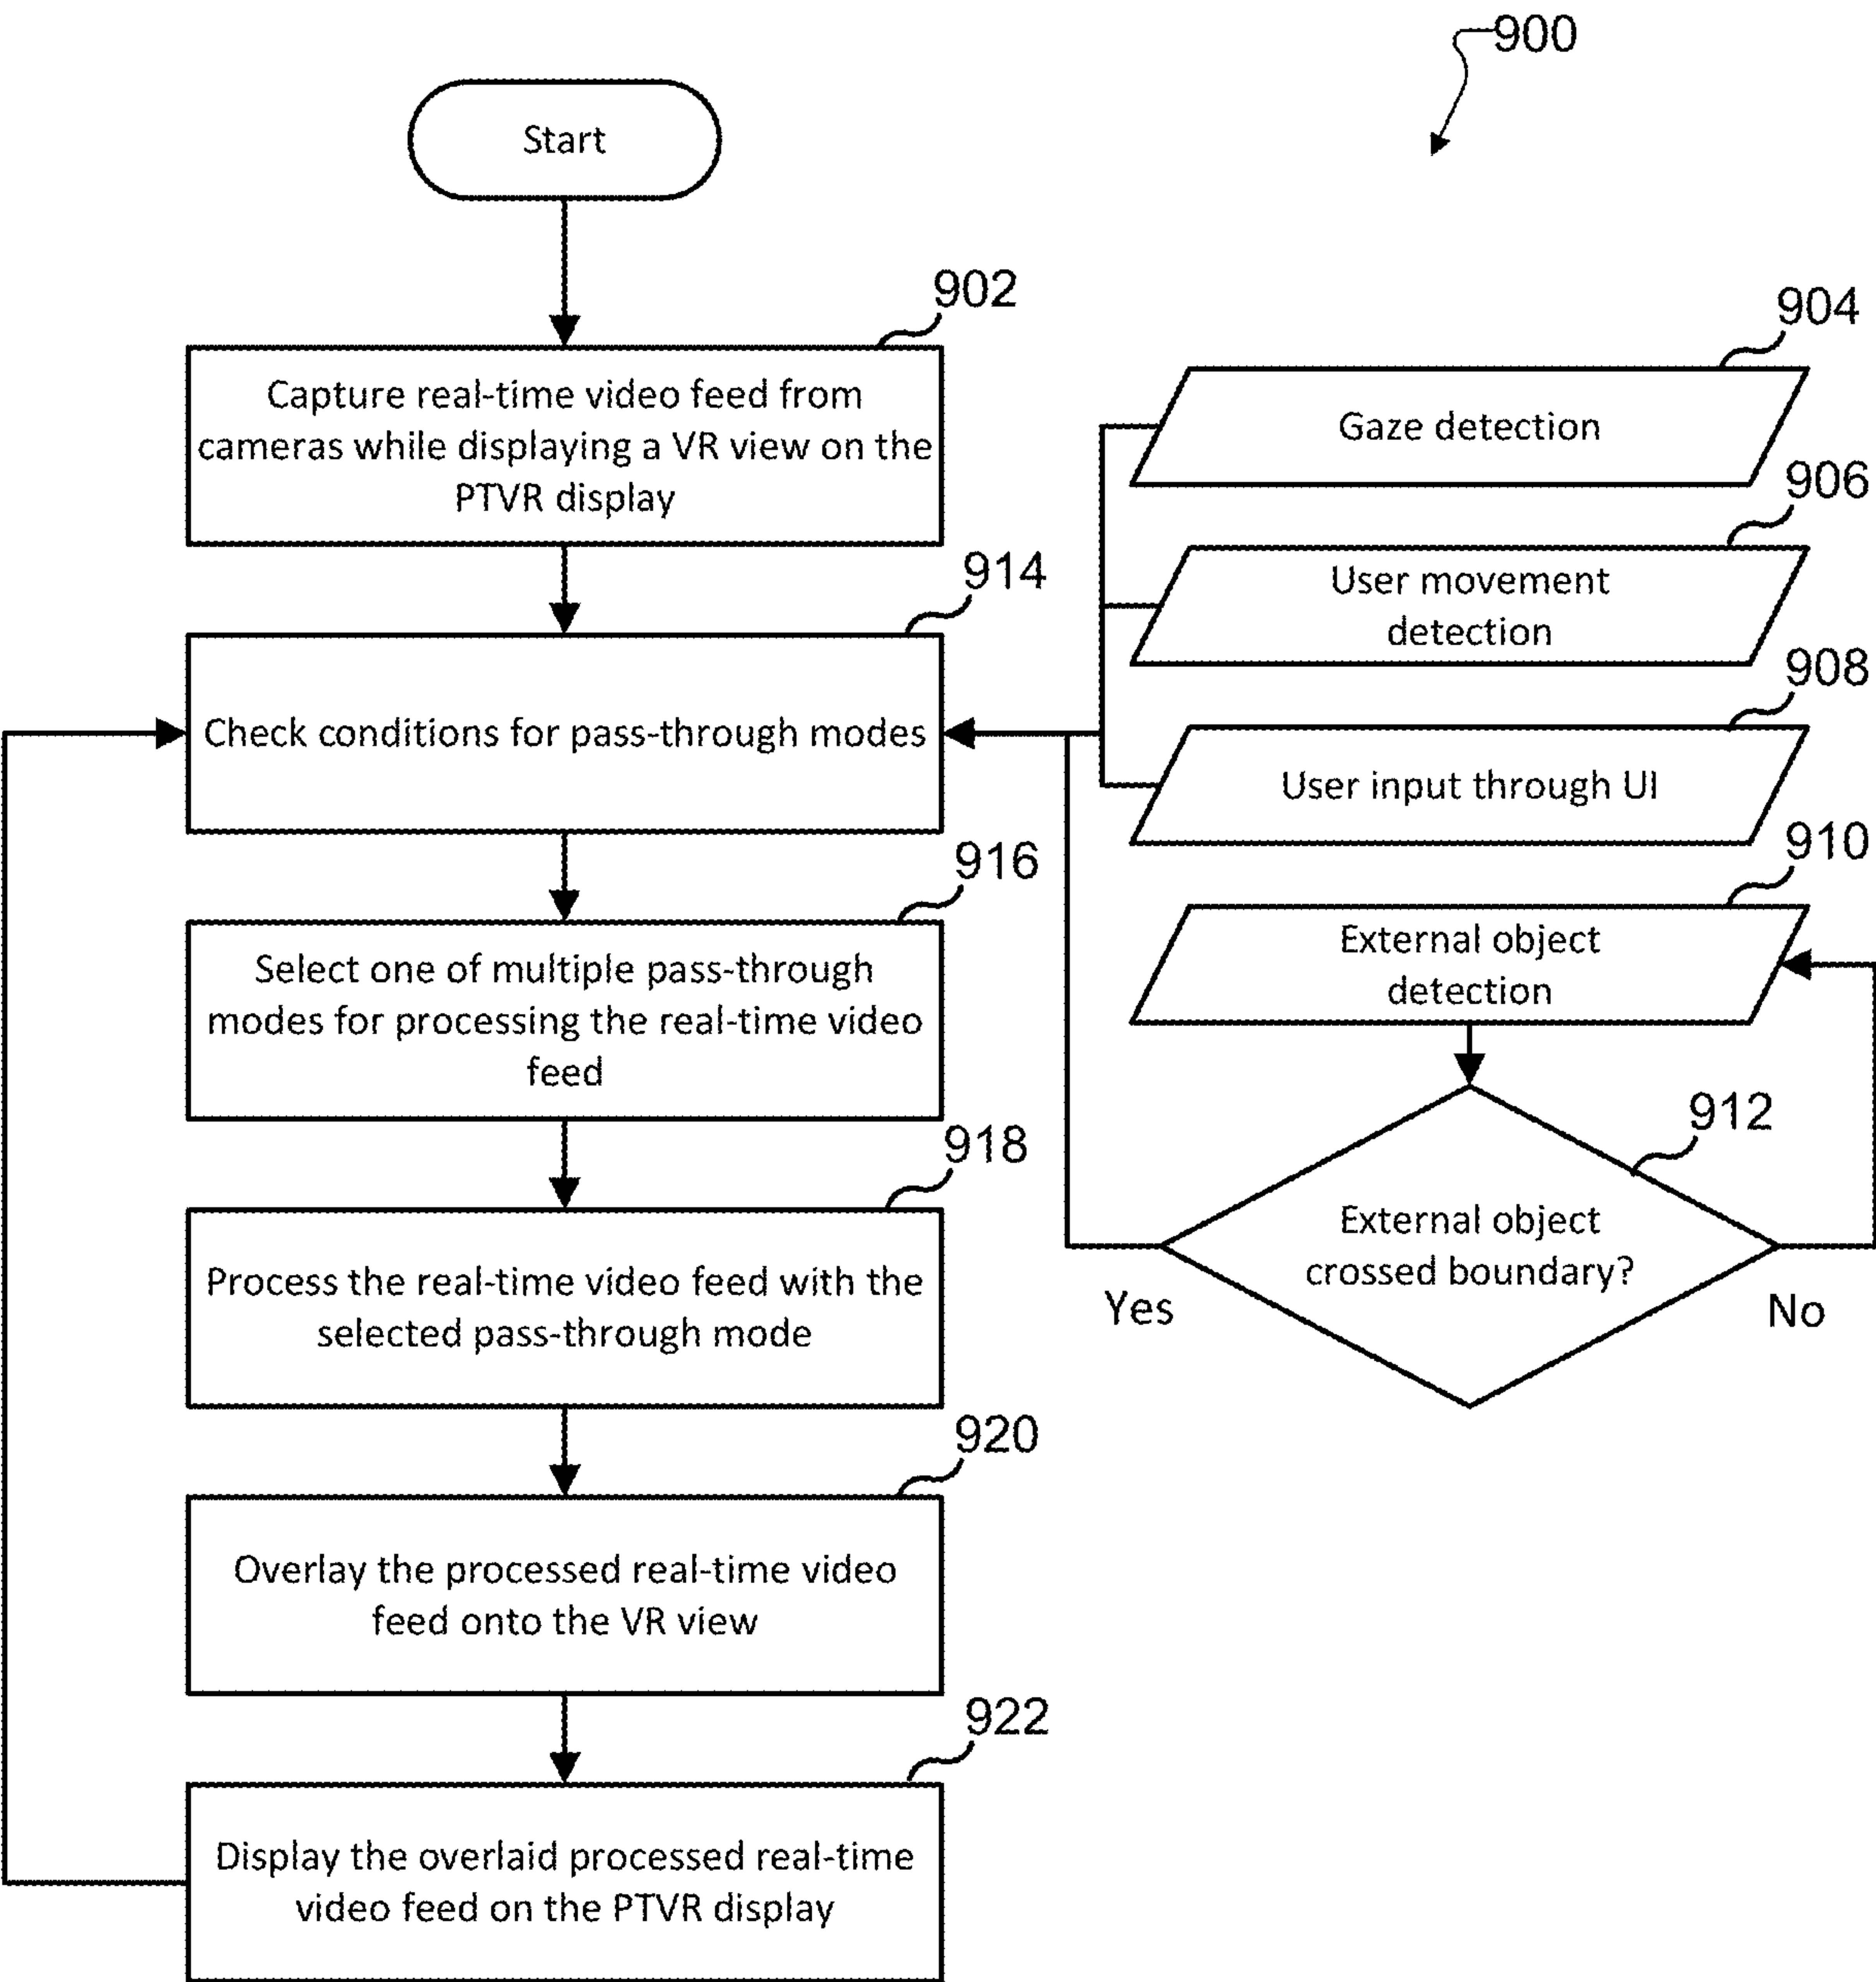 900
Start
902
Capture real-time video feed from
cameras while displaying a VR view on the
PTVR display
904
Gaze detection
906
User movement
detection
914
Check conditions for pass-through modes
908
User input through UI
910
External object
detection
916
Select one of multiple pass-through
modes for processing the real-time video
feed
912
External object
crossed boundary?
Yes
No
918
Process the real-time video feed with the
selected pass-through mode
920
Overlay the processed real-time video
feed onto the VR view
922
Display the overlaid processed real-time
video feed on the PTVR display